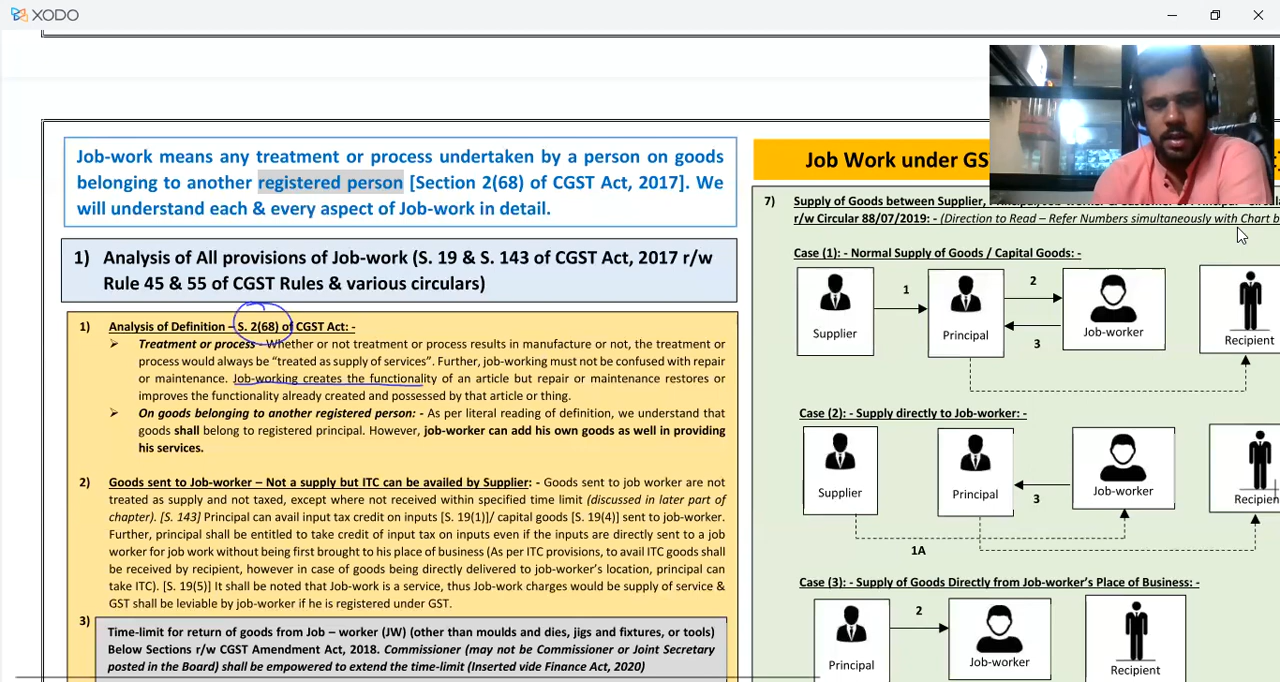 XODO
Job-work means any treatment or process undertaken by a person on goods
belonging to another registered person [Section 2(68) of CGST Act, 2017]. We
will understand each & every aspect of Job-work in detail.
1) Analysis of All provisions of Job-work (S. 19 & S. 143 of CGST Act, 2017 r/w
Rule 45 & 55 of CGST Rules & various circulars)
1) Analysis of Definition – S. 2(68) of CGST Act: -
➢ Treatment or process - Whether or not treatment or process results in manufacture or not, the treatment or
process would always be “treated as supply of services”. Further, job-working must not be confused with repair
or maintenance. Job-working creates the functionality of an article but repair or maintenance restores or
improves the functionality already created and possessed by that article or thing.
➢ On goods belonging to another registered person: - As per literal reading of definition, we understand that
goods shall belong to registered principal. However, job-worker can add his own goods as well in providing
his services.
2) Goods sent to Job-worker – Not a supply but ITC can be availed by Supplier: - Goods sent to job worker are not
treated as supply and not taxed, except where not received within specified time limit (discussed in later part of
chapter). [S. 143] Principal can avail input tax credit on inputs [S. 19(1)]/ capital goods [S. 19(4)] sent to job-worker.
Further, principal shall be entitled to take credit of input tax on inputs even if the inputs are directly sent to a job
worker for job work without being first brought to his place of business (As per ITC provisions, to avail ITC goods shall
be received by recipient, however in case of goods being directly delivered to job-worker’s location, principal can
take ITC). [S. 19(5)] It shall be noted that Job-work is a service, thus Job-work charges would be supply of service &
GST shall be leviable by job-worker if he is registered under GST.
3)
Time-limit for return of goods from Job – worker (JW) (other than moulds and dies, jigs and fixtures, or tools)
Below Sections r/w CGST Amendment Act, 2018. Commissioner (may not be Commissioner or Joint Secretary
posted in the Board) shall be empowered to extend the time-limit (Inserted vide Finance Act, 2020)
Job Work under GS
7) Supply of Goods between Supplier,
r/w Circular 88/07/2019: - (Direction to Read – Refer Numbers simultaneously with Chart b
Case (1): - Normal Supply of Goods / Capital Goods: -
Supplier
1
Principal
2
3
Job-worker
Recipient
Case (2): - Supply directly to Job-worker: -
Supplier
Principal
3
Job-worker
Recipien
1A
Case (3): - Supply of Goods Directly from Job-worker’s Place of Business: -
Principal
2
Job-worker
Recipient